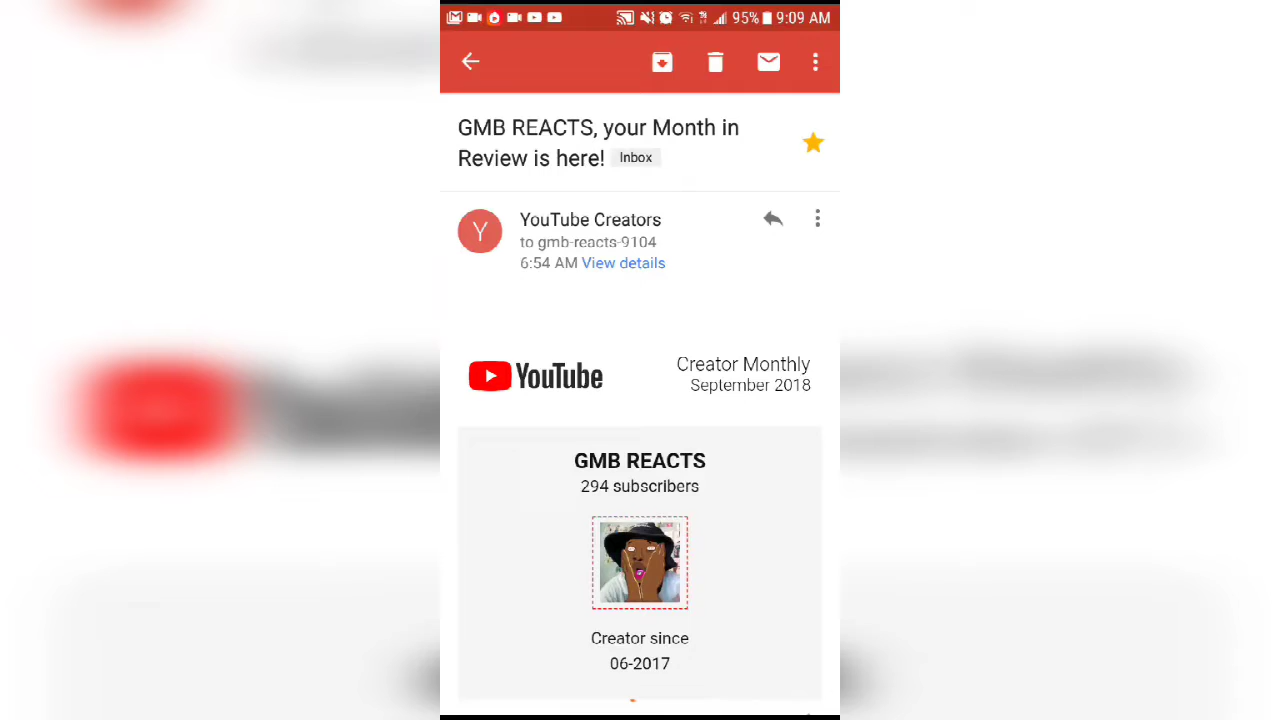 95% 9:09 AM
GMB REACTS, your Month in
Review is here! Inbox
Y
YouTube Creators
to gmb-reacts-9104
6:54 AM View details
YouTube
Creator Monthly
September 2018
GMB REACTS
294 subscribers
Creator since
06-2017